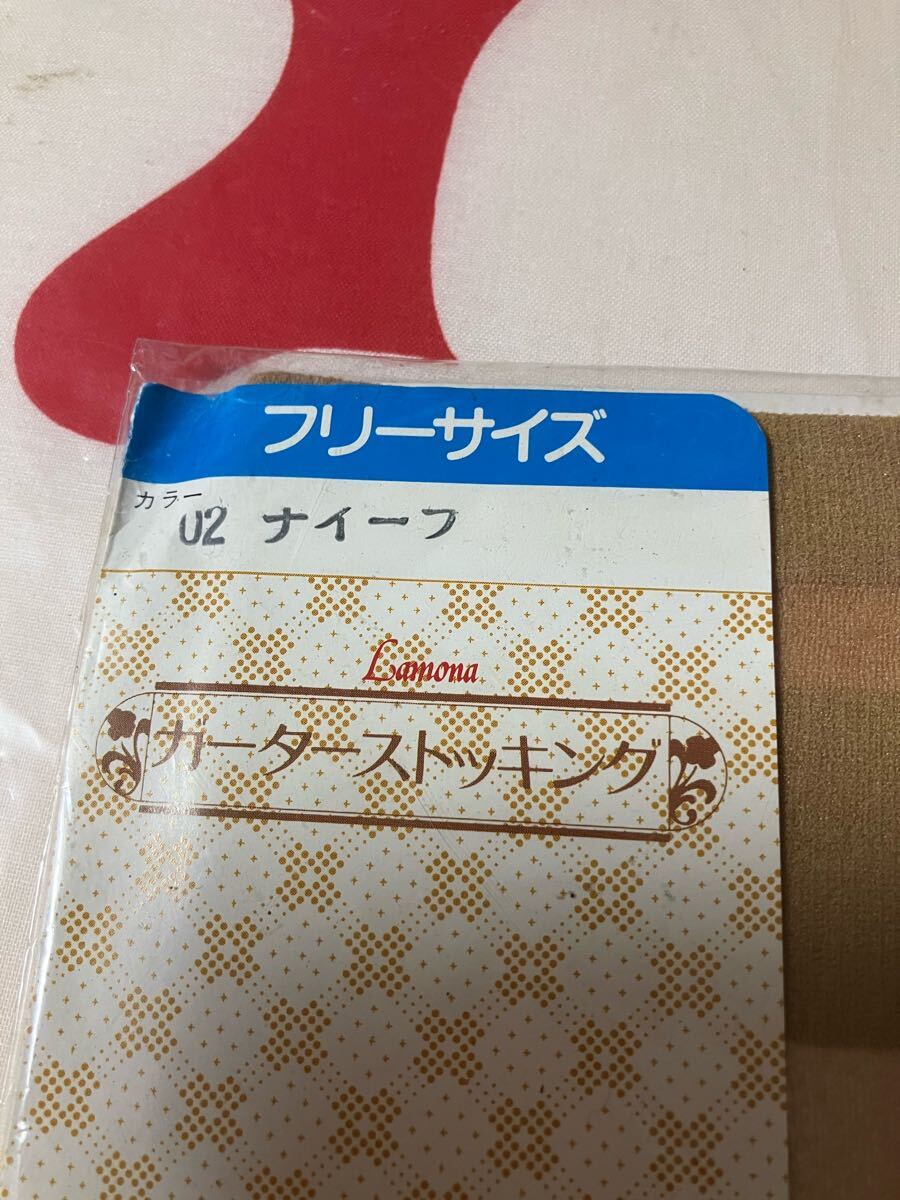 フリーサイズ
カラー
02 ナイーブ
Lamona
ガーターストッキング